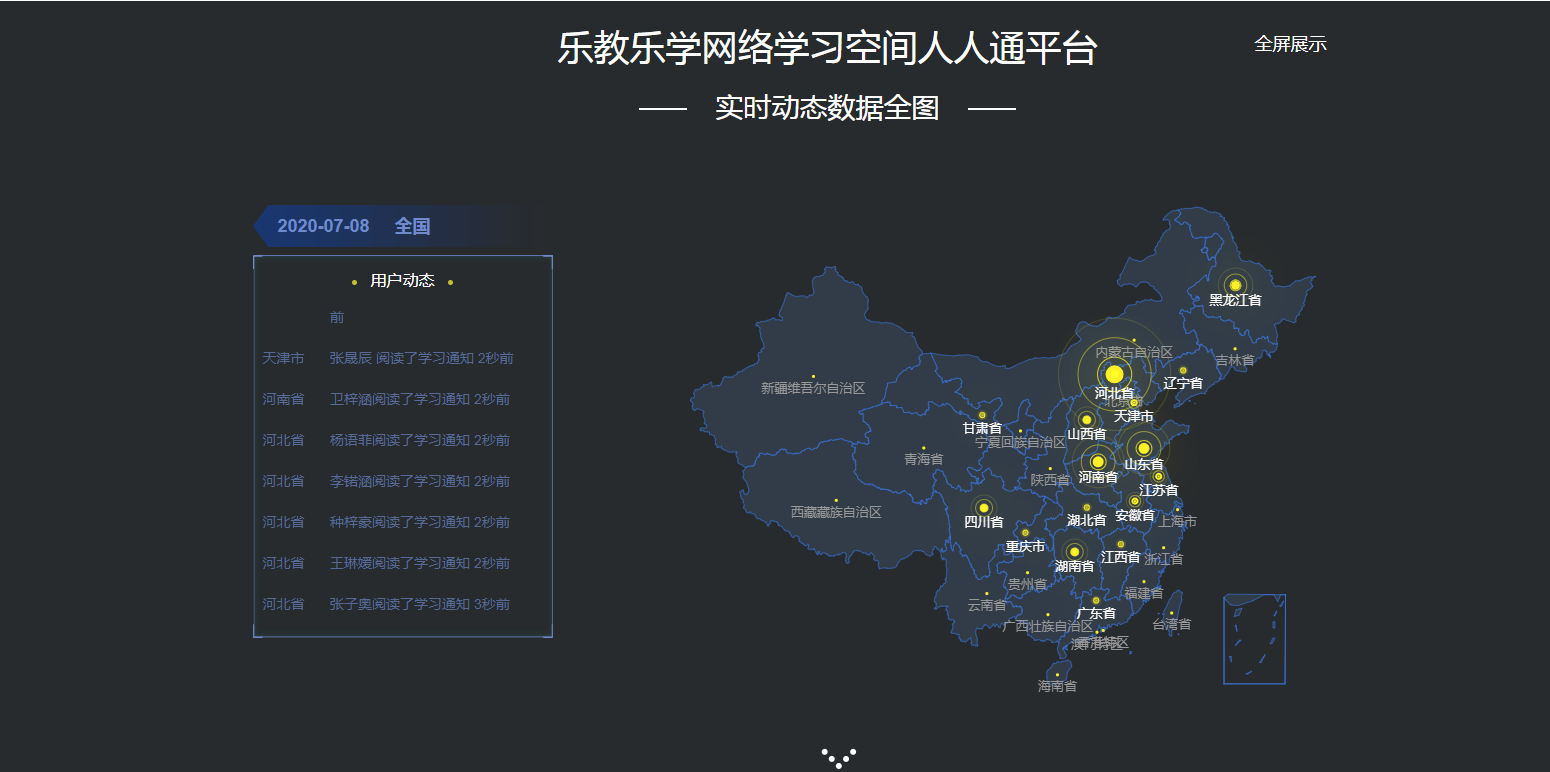 乐教乐学网络学习空间人人通平台
全屏展示
实时动态数据全图
2020-07-08 全国
用户动态
前
天津市 张晟辰 阅读了学习通知 2秒前
河南省 卫梓涵阅读了学习通知 2秒前
河北省 杨语菲阅读了学习通知 2秒前
河北省 李锘涵阅读了学习通知 2秒前
河北省 种梓豪阅读了学习通知 2秒前
河北省 王琳媛阅读了学习通知 2秒前
河北省 张子奥阅读了学习通知 3秒前
黑龙江省
内蒙古自治区
吉林省
辽宁省
新疆维吾尔自治区
河北省
北京市
天津市
甘肃省
山西省
宁夏回族自治区
青海省
山东省
河南省
陕西省
江苏省
西藏藏族自治区
安徽省
湖北省
上海市
四川省
重庆市
江西省
浙江省
湖南省
贵州省
福建省
云南省
广东省
台湾省
广西壮族自治区
海南省